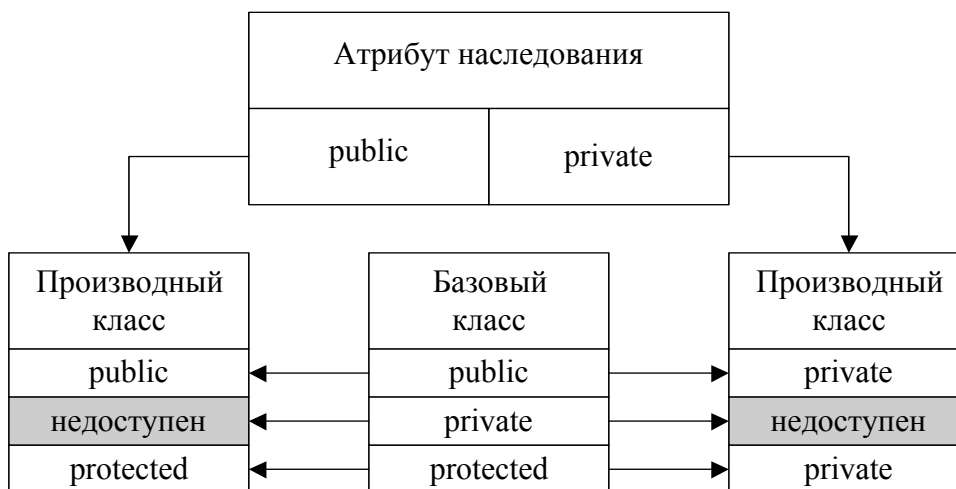 Атрибут наследования
public
private
Производный
класс
Базовый
класс
Производный
класс
public
public
private
недоступен
private
недоступен
protected
protected
private